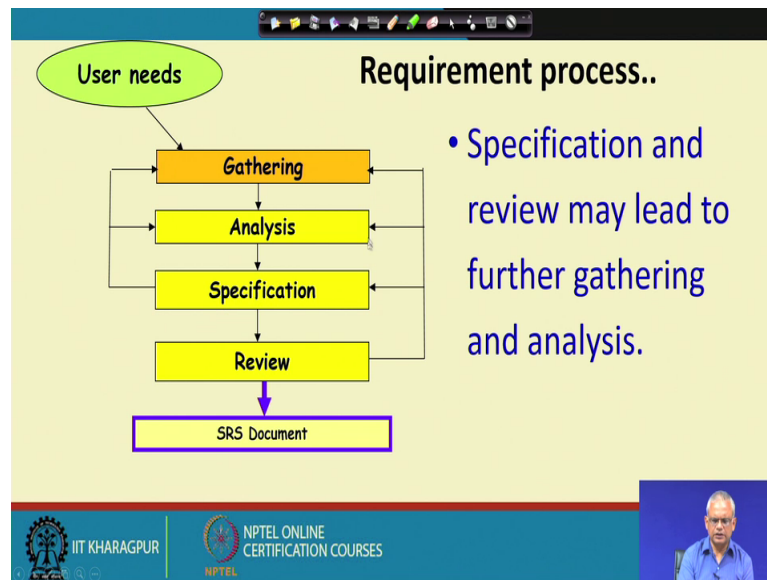 User needs
Requirement process..
Gathering
Analysis
Specification
Review
SRS Document
• Specification and
review may lead to
further gathering
and analysis.
IIT KHARAGPUR
NPTEL
NPTEL ONLINE
CERTIFICATION COURSES